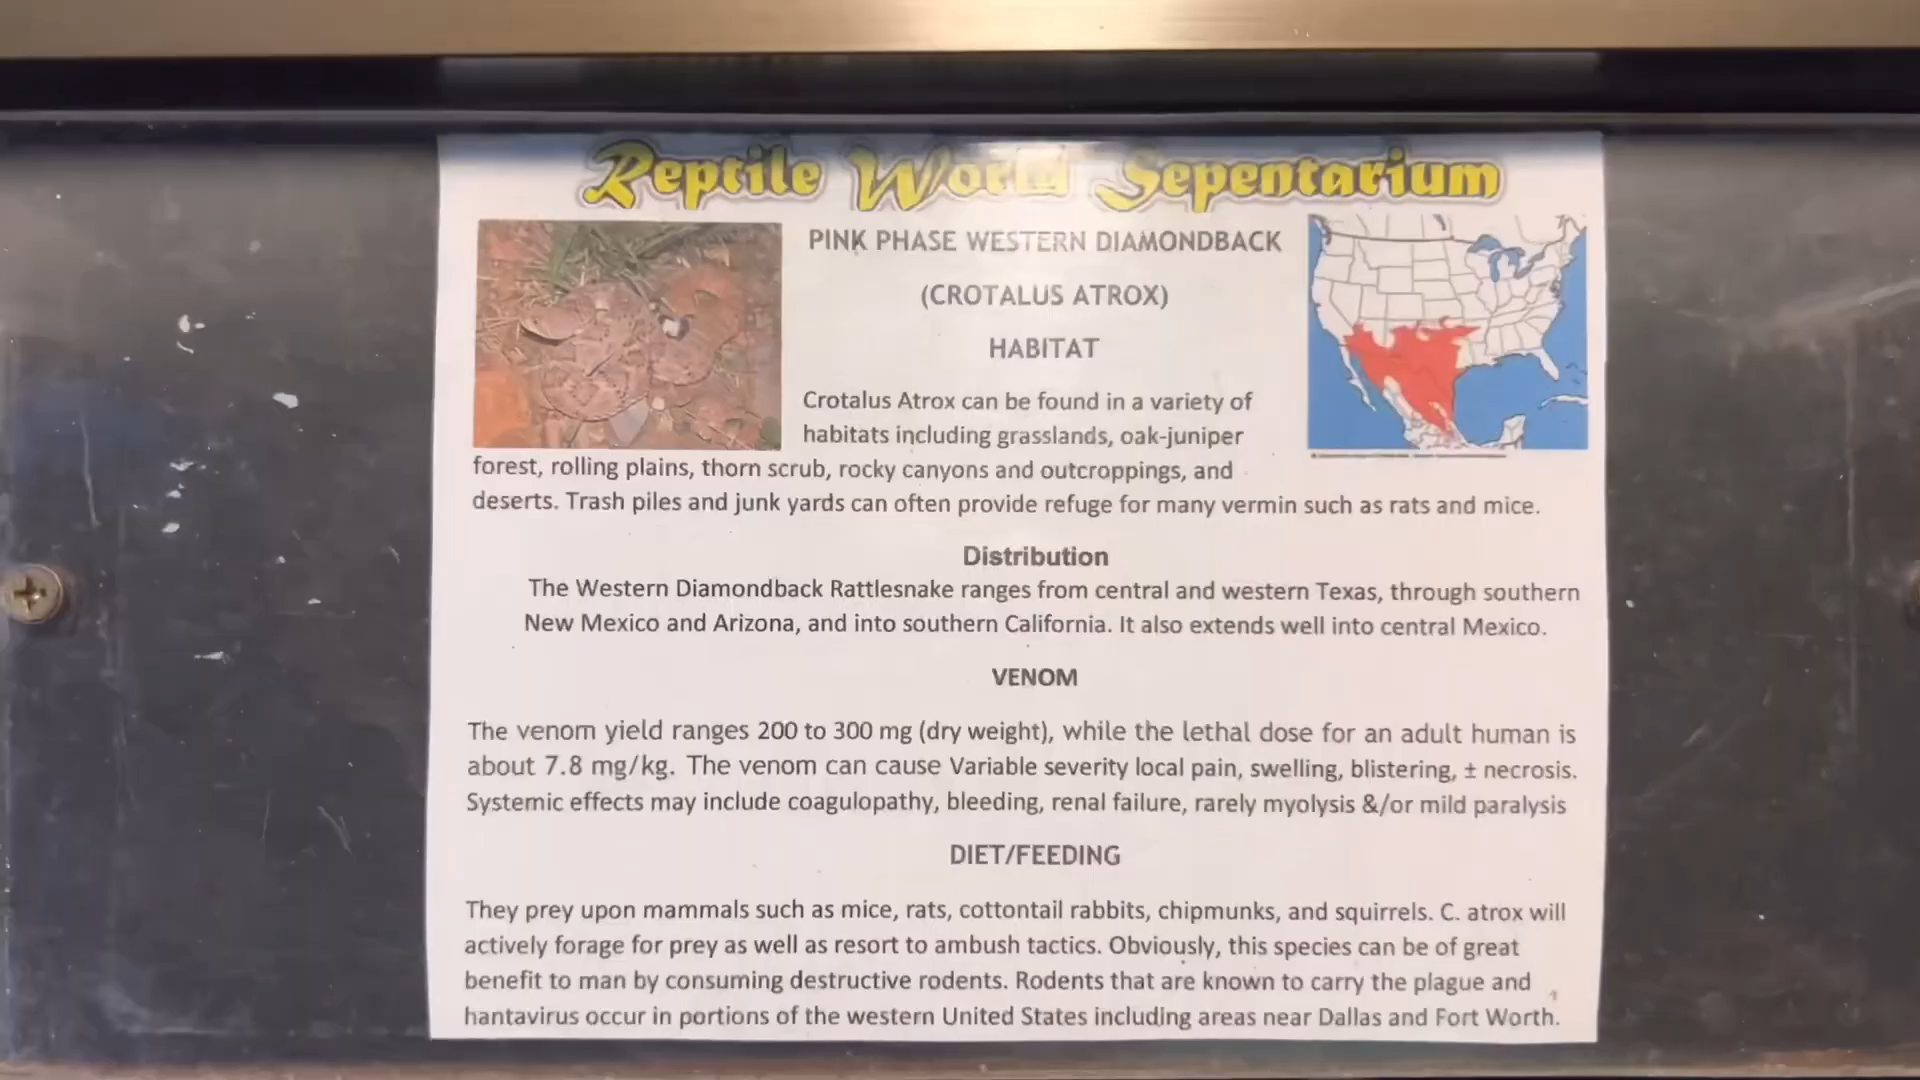 Reptile World Sepentarium
PINK PHASE WESTERN DIAMONDBACK
(CROTALUS ATROX)
HABITAT
Crotalus Atrox can be found in a variety of
habitats including grasslands, oak-juniper
forest, rolling plains, thorn scrub, rocky canyons and outcroppings, and
deserts. Trash piles and junk yards can often provide refuge for many vermin such as rats and mice.
Distribution
The Western Diamondback Rattlesnake ranges from central and western Texas, through southern
New Mexico and Arizona, and into southern California. It also extends well into central Mexico.
VENOM
The venom yield ranges 200 to 300 mg (dry weight), while the lethal dose for an adult human is
about 7.8 mg/kg. The venom can cause Variable severity local pain, swelling, blistering, ± necrosis.
Systemic effects may include coagulopathy, bleeding, renal failure, rarely myolysis &/or mild paralysis
DIET/FEEDING
They prey upon mammals such as mice, rats, cottontail rabbits, chipmunks, and squirrels. C. atrox will
actively forage for prey as well as resort to ambush tactics. Obviously, this species can be of great
benefit to man by consuming destructive rodents. Rodents that are known to carry the plague and
hantavirus occur in portions of the western United States including areas near Dallas and Fort Worth.